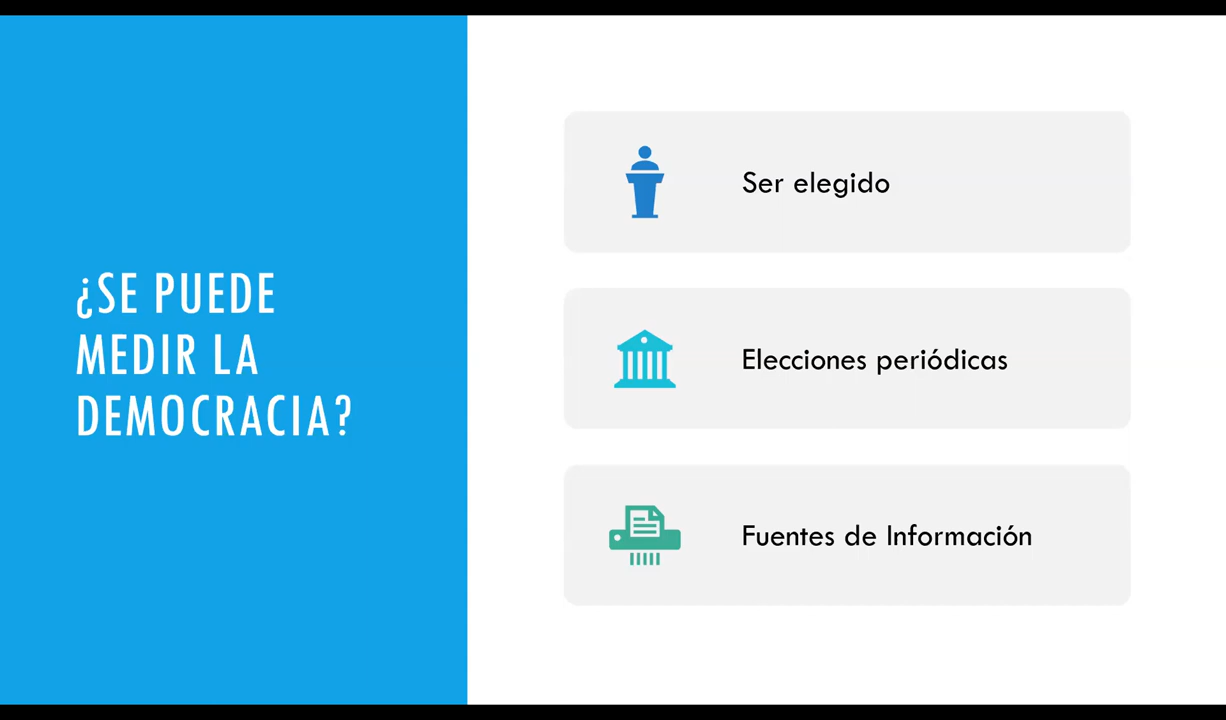 ¿SE PUEDE
MEDIR LA
DEMOCRACIA?
Ser elegido
Elecciones periódicas
Fuentes de Información